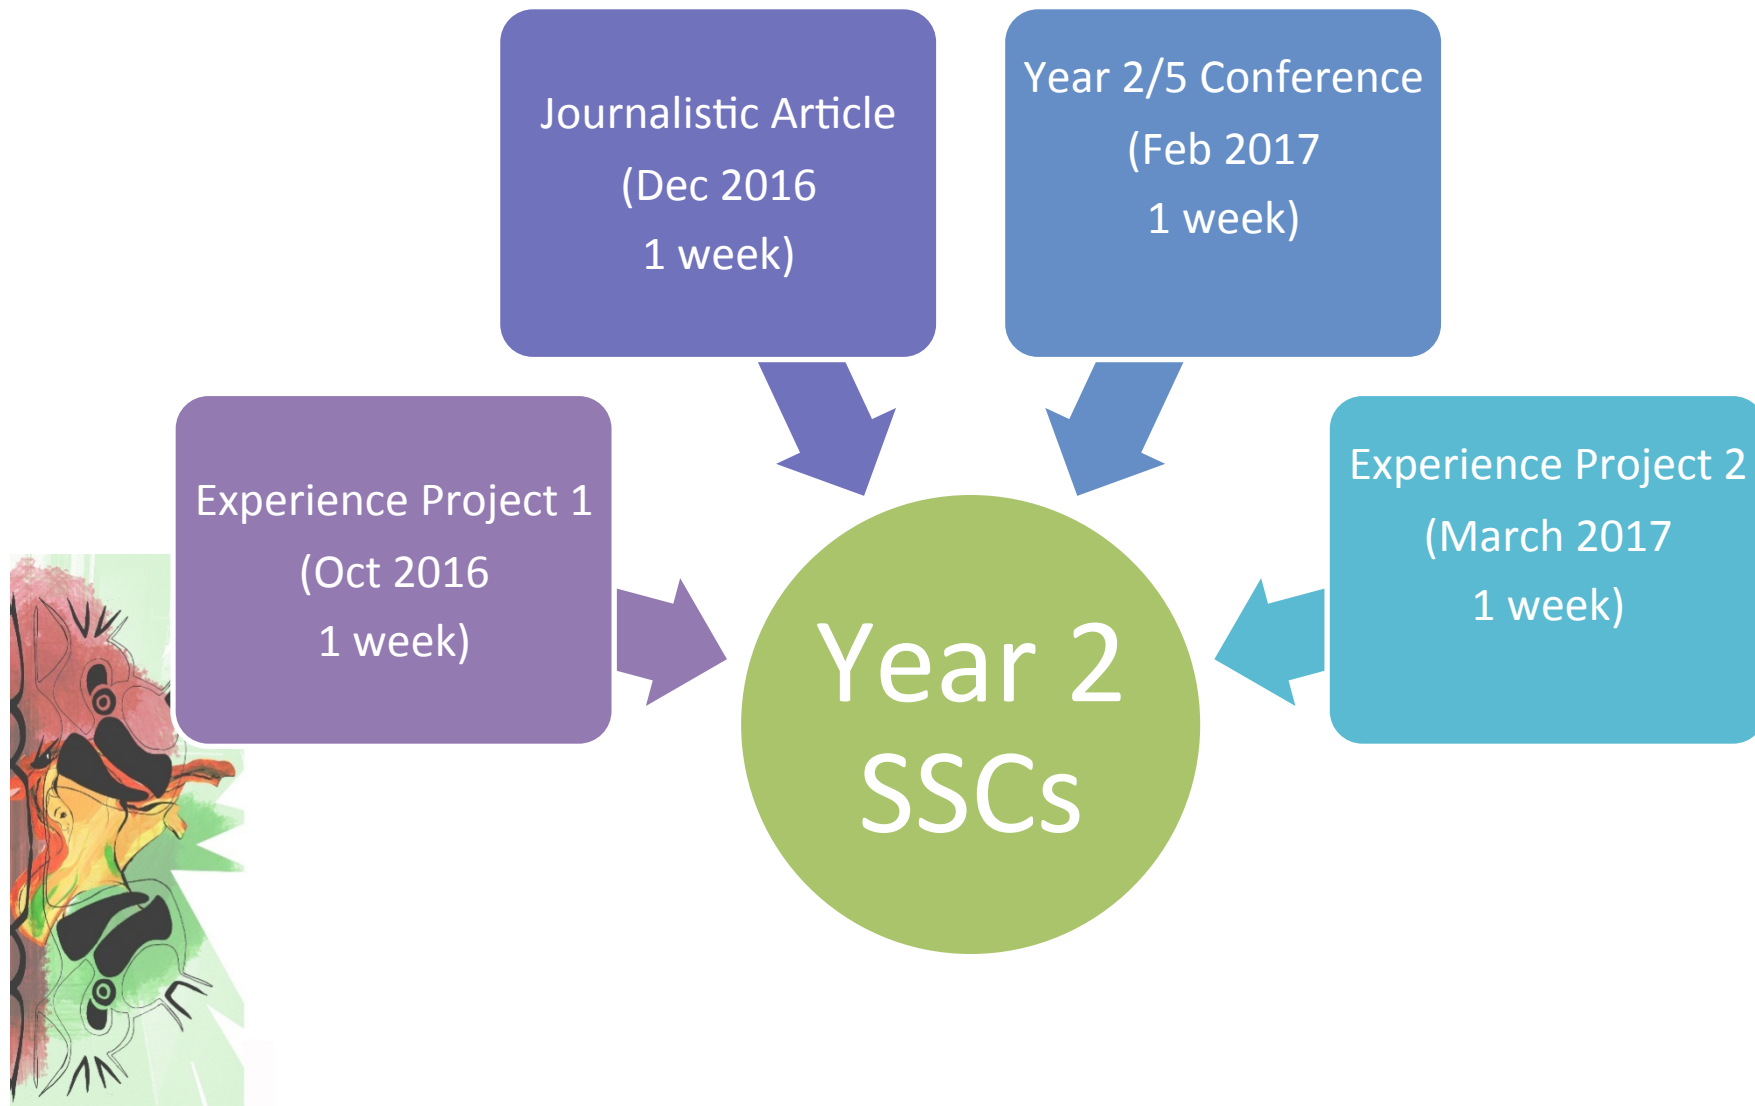 Journalistic Article
(Dec 2016
1 week)
Year 2/5 Conference
(Feb 2017
1 week)
Experience Project 1
(Oct 2016
1 week)
Experience Project 2
(March 2017
1 week)
Year 2
SSCs